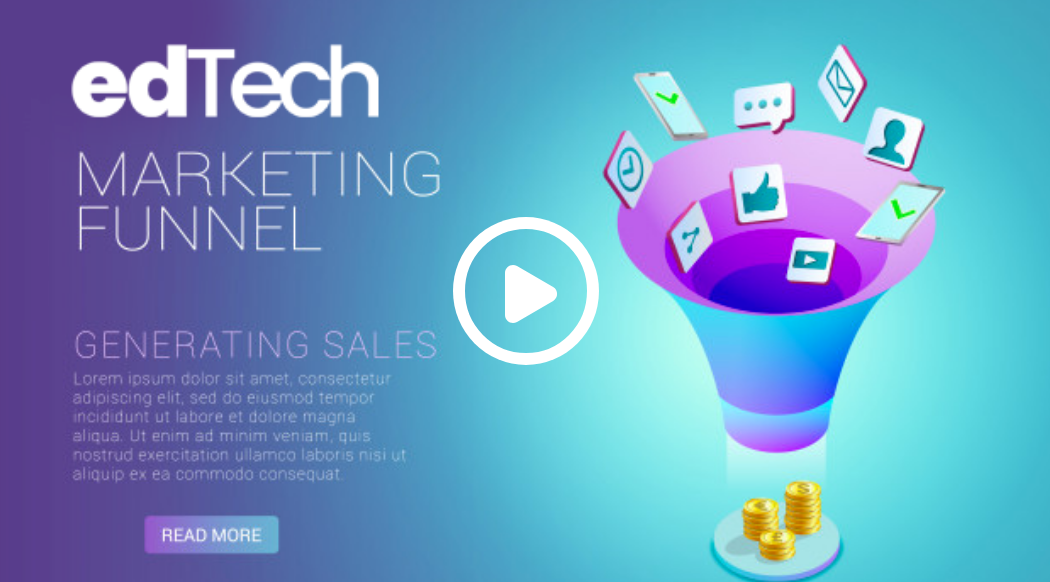 edTech
MARKETING
FUNNEL
GENERATING SALES
Lorem ipsum dolor sit amet, consectetur
adipiscing elit, sed do eiusmod tempor
incididunt ut labore et dolore magna
aliqua. Ut enim ad minim veniam, quis
nostrud exercitation ullamco laboris nisi ut
aliquip ex ea commodo consequat.
READ MORE